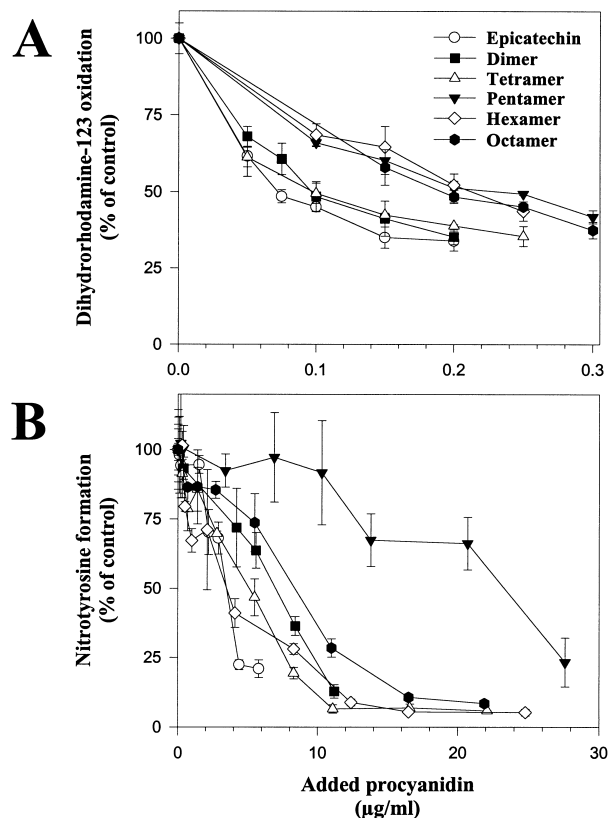 A
Dihydrorhodamine-123 oxidation
(% of control)
100
75
50
25
0
0.0
0.1
0.2
0.3
Epicatechin
Dimer
Tetramer
Pentamer
Hexamer
Octamer
B
Nitrotyrosine formation
(% of control)
100
75
50
25
0
0
10
20
30
Added procyanidin
(µg/ml)